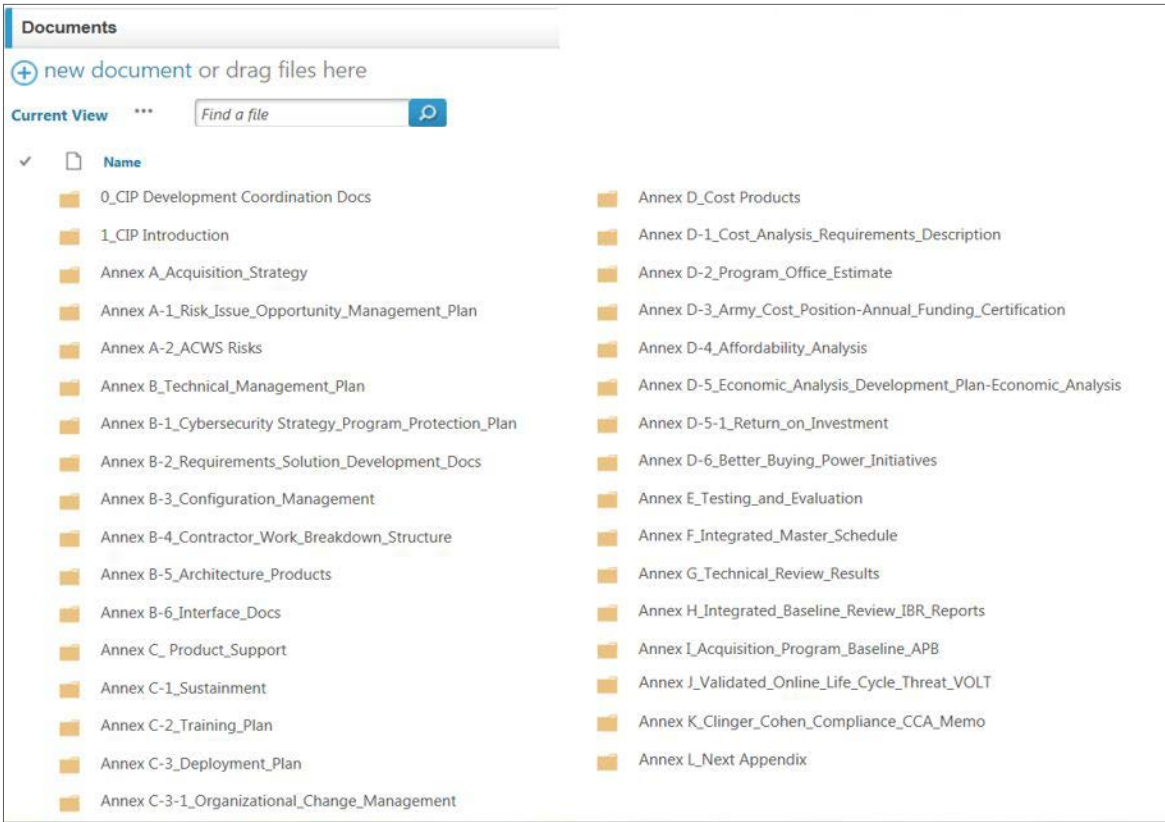 Documents
new document or drag files here
Current View ... Find a file
Name
0_CIP Development Coordination Docs
1_CIP Introduction
Annex A_Acquisition_Strategy
Annex A-1_Risk_Issue_Opportunity_Management_Plan
Annex A-2_ACWS Risks
Annex B_Technical_Management_Plan
Annex B-1_Cybersecurity Strategy_Program_Protection_Plan
Annex B-2_Requirements_Solution_Development_Docs
Annex B-3_Configuration_Management
Annex B-4_Contractor_Work_Breakdown_Structure
Annex B-5_Architecture_Products
Annex B-6_Interface_Docs
Annex C_ Product_Support
Annex C-1_Sustainment
Annex C-2_Training_Plan
Annex C-3_Deployment_Plan
Annex C-3-1_Organizational_Change_Management
Annex D_Cost Products
Annex D-1_Cost_Analysis_Requirements_Description
Annex D-2_Program_Office_Estimate
Annex D-3_Army_Cost_Position-Annual_Funding_Certification
Annex D-4_Affordability_Analysis
Annex D-5_Economic_Analysis_Development_Plan-Economic_Analysis
Annex D-5-1_Return_on_Investment
Annex D-6_Better_Buying_Power_Initiatives
Annex E_Testing_and_Evaluation
Annex F_Integrated_Master_Schedule
Annex G_Technical_Review_Results
Annex H_Integrated_Baseline_Review_IBR_Reports
Annex I_Acquisition_Program_Baseline_APB
Annex J_Validated_Online_Life_Cycle_Threat_VOLT
Annex K_Clinger_Cohen_Compliance_CCA_Memo
Annex L_Next Appendix